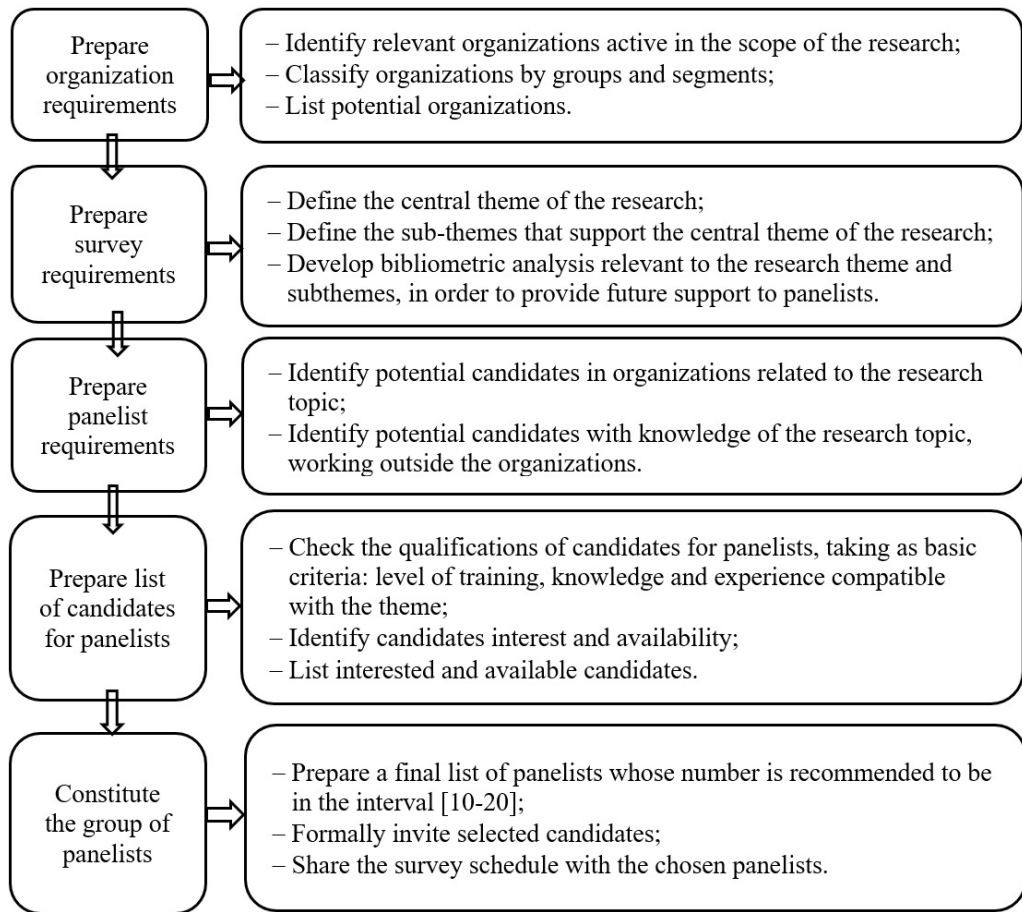 Prepare
organization
requirements
– Identify relevant organizations active in the scope of the research;
– Classify organizations by groups and segments;
– List potential organizations.
Prepare
survey
requirements
– Define the central theme of the research;
– Define the sub-themes that support the central theme of the research;
– Develop bibliometric analysis relevant to the research theme and
subthemes, in order to provide future support to panelists.
Prepare
panelist
requirements
– Identify potential candidates in organizations related to the research
topic;
– Identify potential candidates with knowledge of the research topic,
working outside the organizations.
Prepare list
of candidates
for panelists
– Check the qualifications of candidates for panelists, taking as basic
criteria: level of training, knowledge and experience compatible
with the theme;
– Identify candidates interest and availability;
– List interested and available candidates.
Constitute
the group of
panelists
– Prepare a final list of panelists whose number is recommended to be
in the interval [10-20];
– Formally invite selected candidates;
– Share the survey schedule with the chosen panelists.